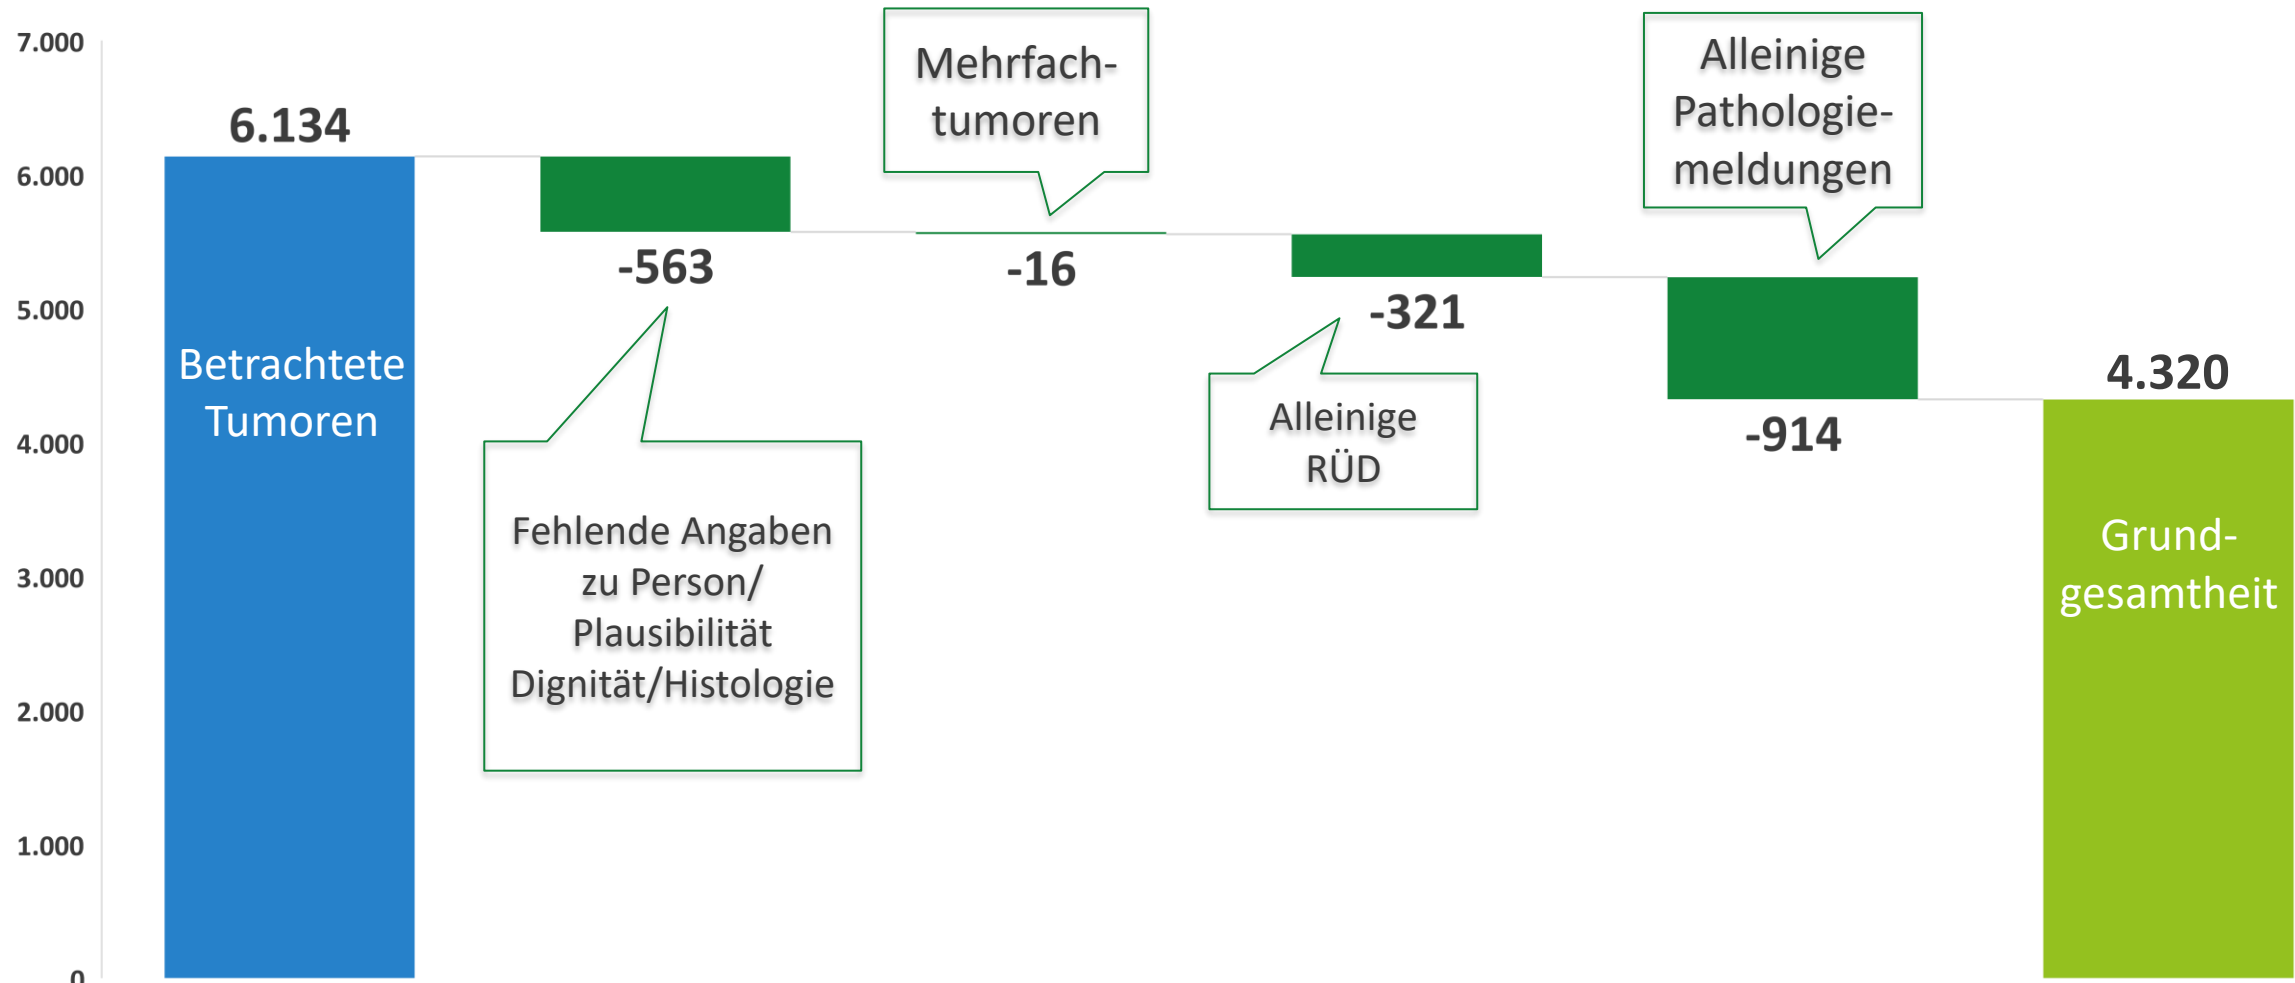 7.000
6.000
5.000
4.000
3.000
2.000
1.000
0
6.134
Betrachtete
Tumoren
-563
Fehlende Angaben
zu Person/
Plausibilität
Dignität/Histologie
Mehrfach-
tumoren
-16
-321
Alleinige
RÜD
Alleinige
Pathologie-
meldungen
-914
4.320
Grund-
gesamtheit